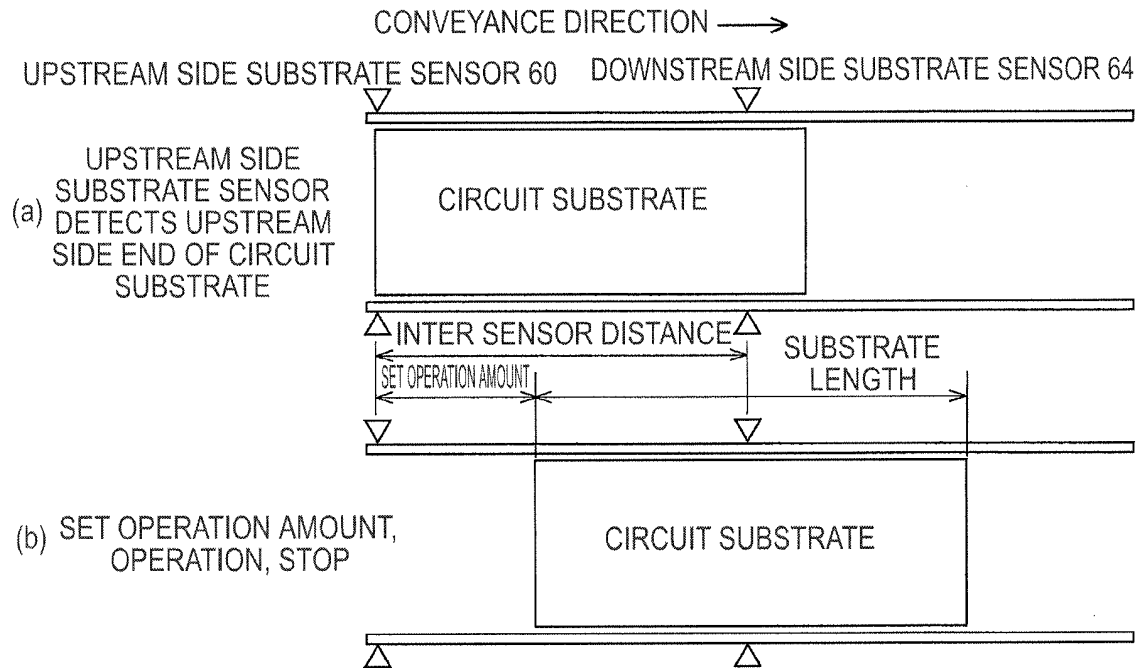 CONVEYANCE DIRECTION
UPSTREAM SIDE SUBSTRATE SENSOR 60
DOWNSTREAM SIDE SUBSTRATE SENSOR 64
(a)
UPSTREAM SIDE
SUBSTRATE SENSOR
DETECTS UPSTREAM
SIDE END OF CIRCUIT
SUBSTRATE
CIRCUIT SUBSTRATE
INTER SENSOR DISTANCE
SET OPERATION AMOUNT
SUBSTRATE
LENGTH
(b)
SET OPERATION AMOUNT,
OPERATION, STOP
CIRCUIT SUBSTRATE